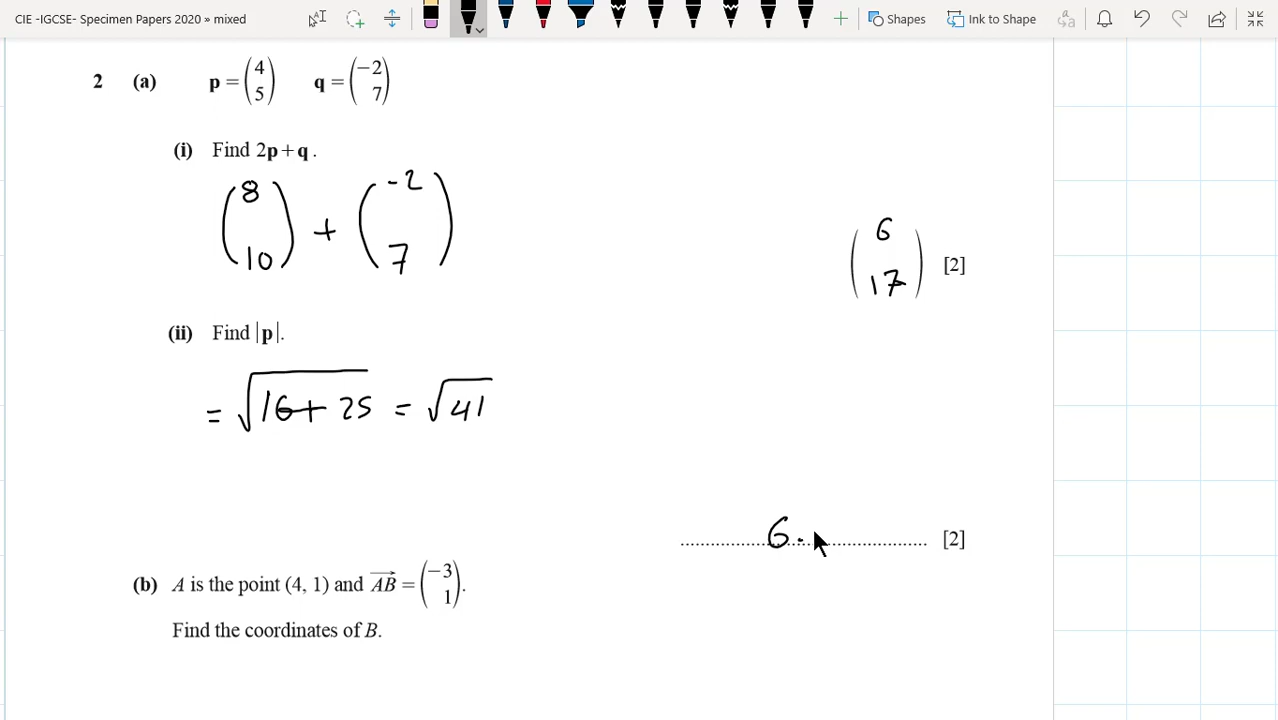 CIE -IGCSE- Specimen Papers 2020 » mixed
Shapes
Ink to Shape
2 (a) p = (4 5) q = (−2 7)
(i) Find 2p + q .
(8 10) + (-2 7)
(6 17) [2]
(ii) Find |p|.
= √16+25 = √41
6. [2]
(b) A is the point (4, 1) and AB = (−3 1).
Find the coordinates of B.